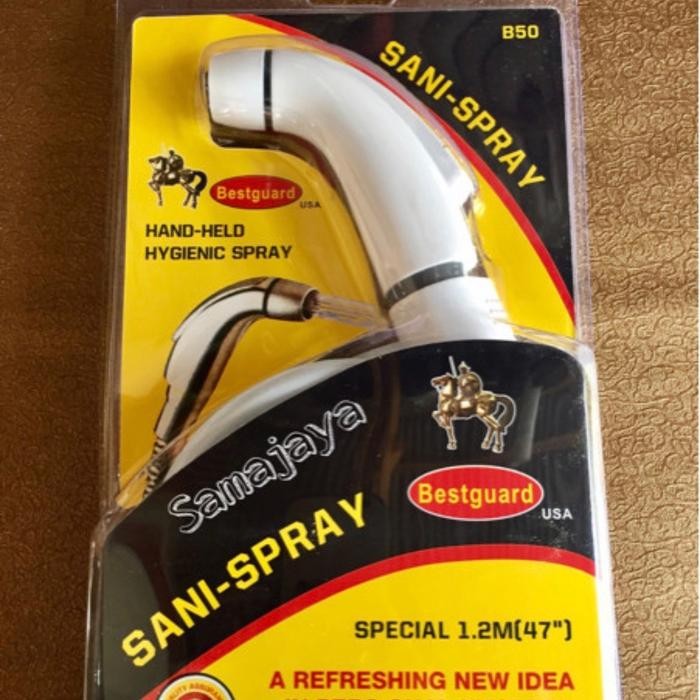 B50
SANI-SPRAY
Bestguard
USA
HAND-HELD
HYGIENIC SPRAY
Samajaya
Bestguard
USA
SANI-SPRAY
SPECIAL 1.2M(47")
A REFRESHING NEW IDEA